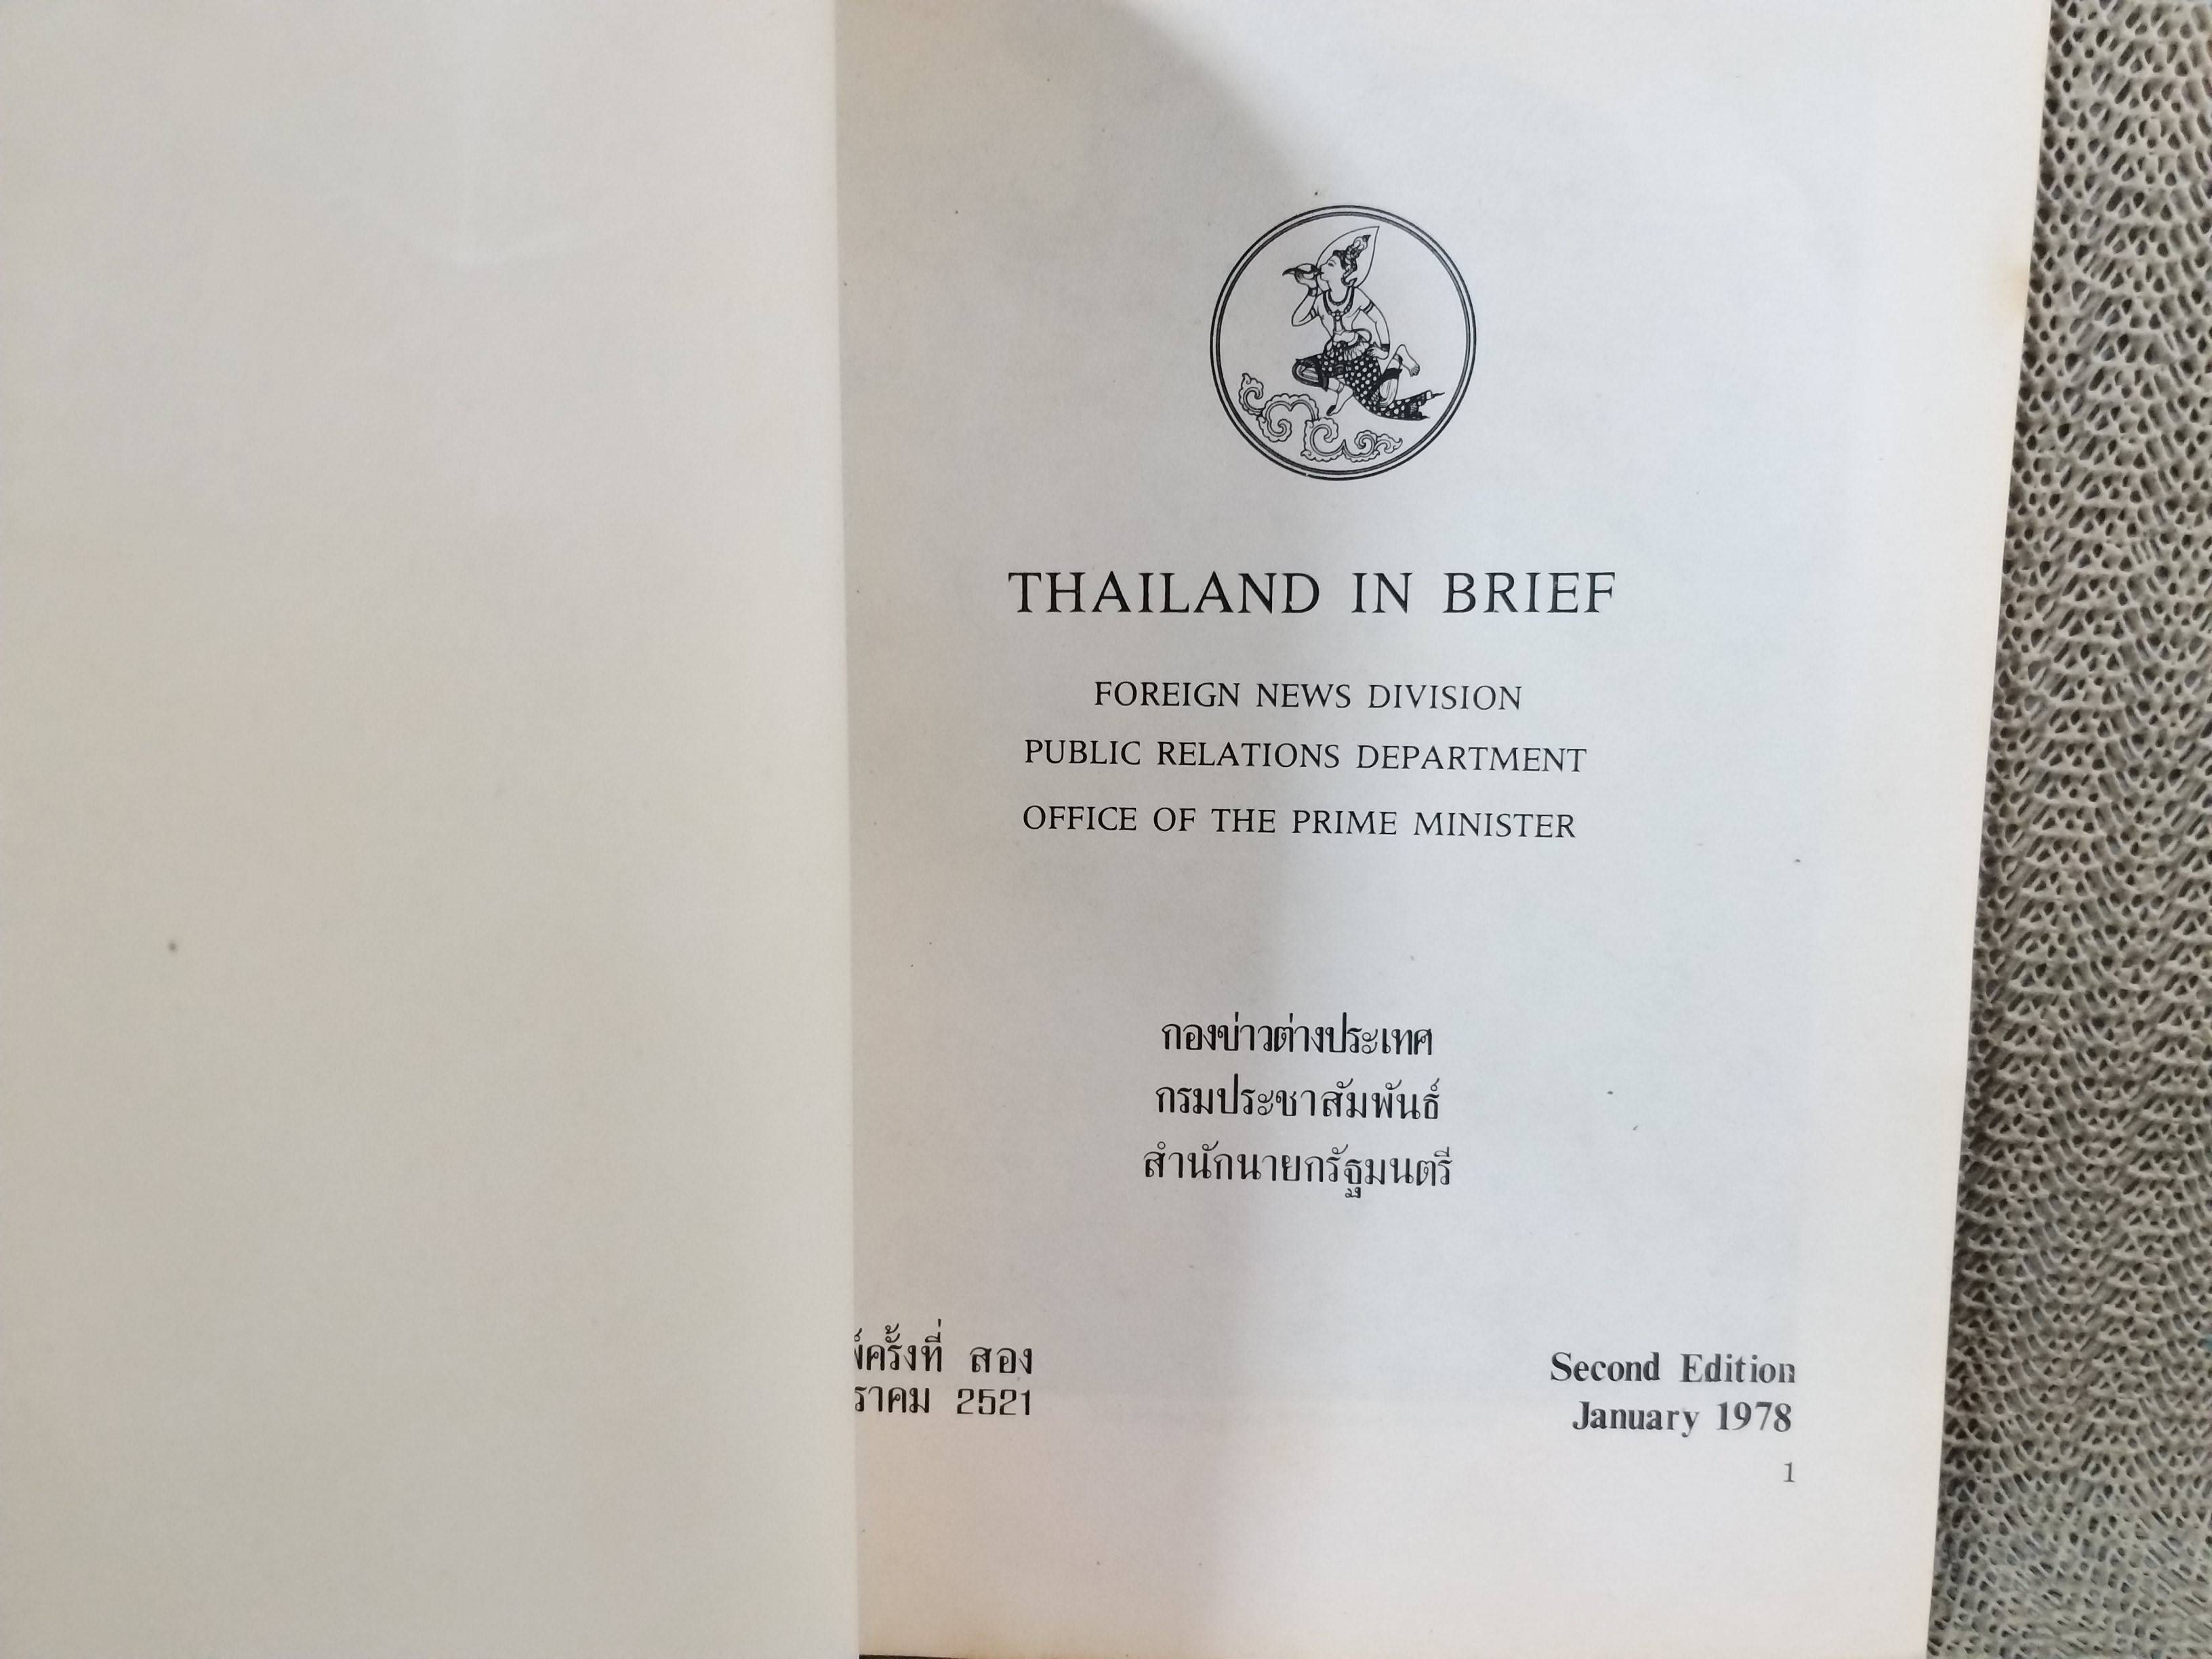 THAILAND IN BRIEF
FOREIGN NEWS DIVISION
PUBLIC RELATIONS DEPARTMENT
OFFICE OF THE PRIME MINISTER
กองข่าวต่างประเทศ
กรมประชาสัมพันธ์
สำนักนายกรัฐมนตรี
ครั้งที่ สอง
ราคม 2521
Second Edition
January 1978
1